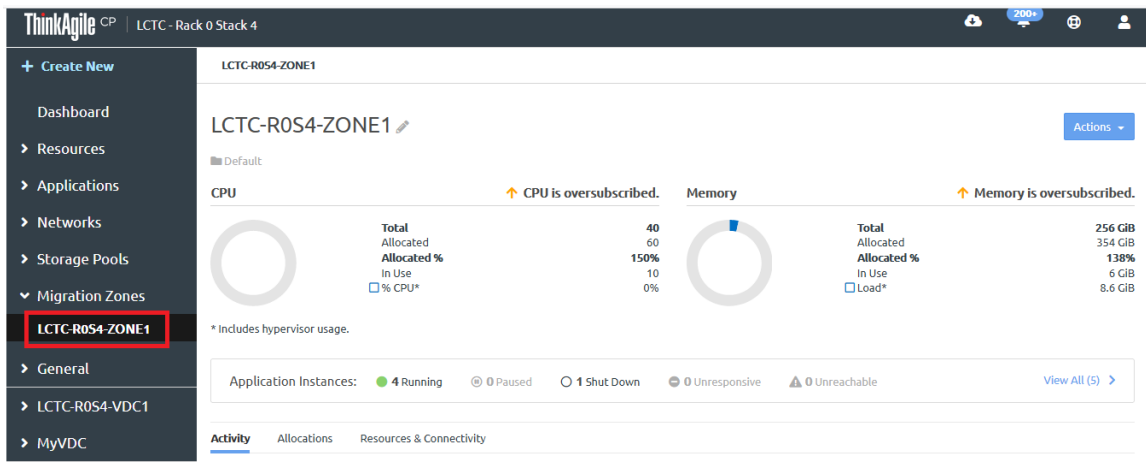 ThinkAgile CP | LCTC - Rack 0 Stack 4
200+
+ Create New
Dashboard
Resources
Applications
Networks
Storage Pools
Migration Zones
LCTC-R0S4-ZONE1
General
LCTC-R0S4-VDC1
MyVDC
LCTC-R0S4-ZONE1
LCTC-R0S4-ZONE1
Actions
Default
CPU
CPU is oversubscribed.
Total 40
Allocated 60
Allocated % 150%
In Use 10
% CPU* 0%
Memory
Memory is oversubscribed.
Total 256 GiB
Allocated 354 GiB
Allocated % 138%
In Use 6 GiB
Load* 8.6 GiB
* Includes hypervisor usage.
Application Instances: 4 Running 0 Paused 1 Shut Down 0 Unresponsive 0 Unreachable View All (5)
Activity Allocations Resources & Connectivity